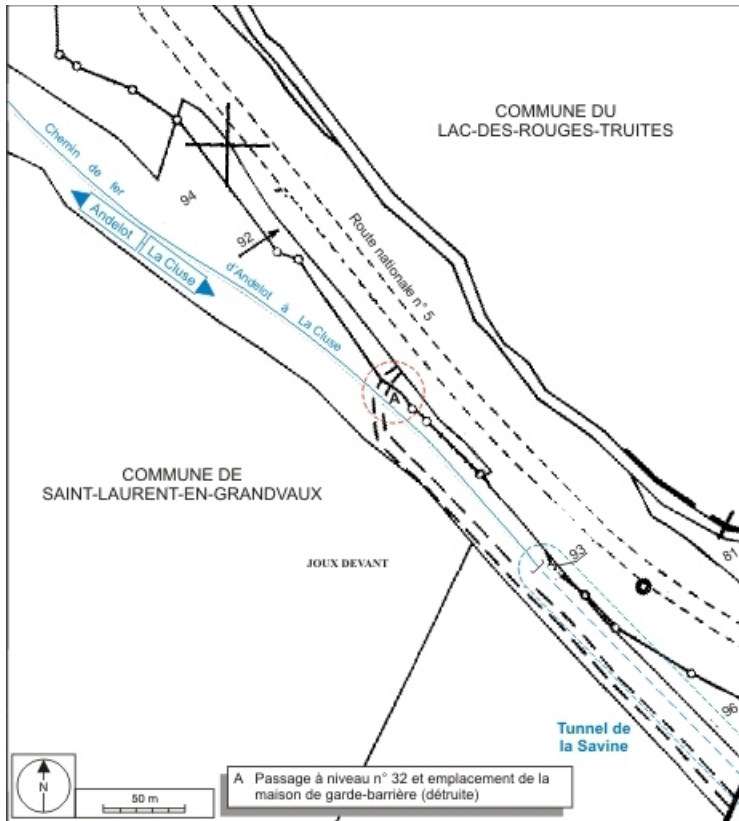 COMMUNE DU
LAC-DES-ROUGES-TRUITES
Chemin de fer
d'Andelot à La Cluse
94
92
Andelot
La Cluse
Route nationale n° 5
A
COMMUNE DE
SAINT-LAURENT-EN-GRANDVAUX
JOUX DEVANT
93
81
96
Tunnel de
la Savine
N
50 m
A Passage à niveau n° 32 et emplacement de la
maison de garde-barrière (détruite)